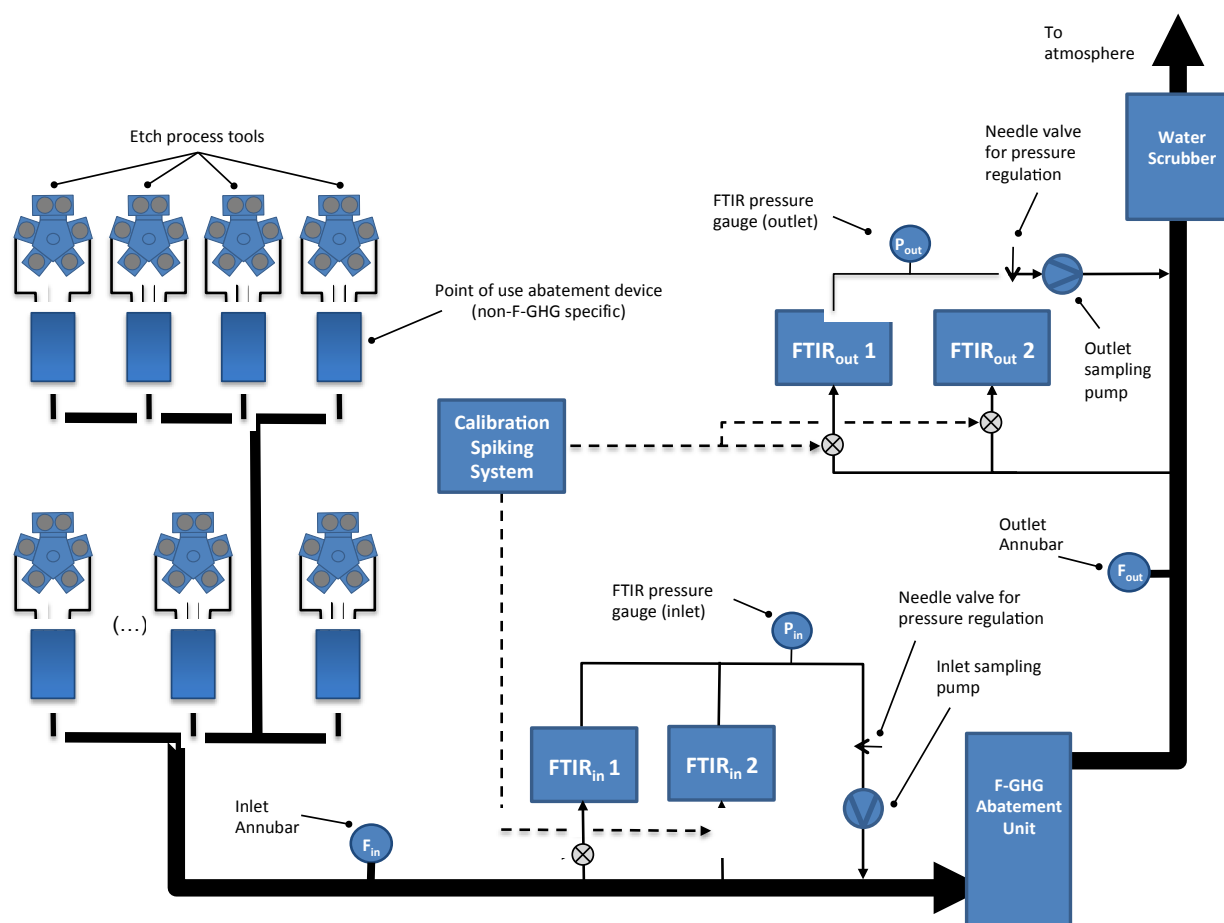 To
atmosphere
Water
Scrubber
Etch process tools
Needle valve
for pressure
regulation
FTIR pressure
gauge (outlet)
Pout
Point of use abatement device
(non-F-GHG specific)
FTIRout 1
FTIRout 2
Outlet
sampling
pump
Calibration
Spiking
System
Outlet
Annubar
Fout
FTIR pressure
gauge (inlet)
Pin
Needle valve for
pressure regulation
(...)
Inlet sampling
pump
FTIRin 1
FTIRin 2
F-GHG
Abatement
Unit
Inlet
Annubar
Fin